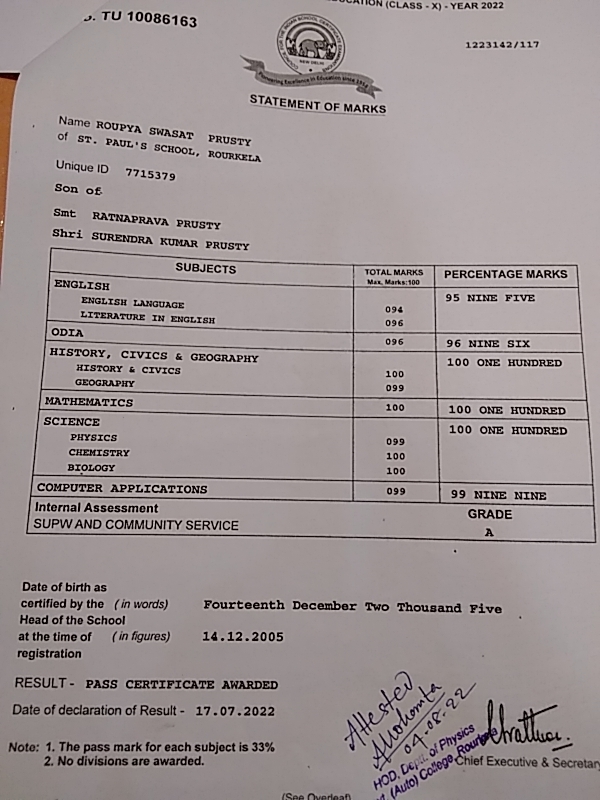 UCATION (CLASS - X) - YEAR 2022
TU 10086163
1223142/117
NEW DELHI
STATEMENT OF MARKS
Name ROUPYA SWASAT PRUSTY
of ST. PAUL'S SCHOOL, ROURKELA
Unique ID 7715379
Son of
Smt RATNAPRAVA PRUSTY
Shri SURENDRA KUMAR PRUSTY
SUBJECTS TOTAL MARKS Max. Marks:100 PERCENTAGE MARKS
ENGLISH 95 NINE FIVE
ENGLISH LANGUAGE 094
LITERATURE IN ENGLISH 096
ODIA 096 96 NINE SIX
HISTORY, CIVICS & GEOGRAPHY 100 ONE HUNDRED
HISTORY & CIVICS 100
GEOGRAPHY 099
MATHEMATICS 100 100 ONE HUNDRED
SCIENCE 100 ONE HUNDRED
PHYSICS 099
CHEMISTRY 100
BIOLOGY 100
COMPUTER APPLICATIONS 099 99 NINE NINE
Internal Assessment GRADE
SUPW AND COMMUNITY SERVICE A
Date of birth as
certified by the (in words) Fourteenth December Two Thousand Five
Head of the School
at the time of (in figures) 14.12.2005
registration
RESULT - PASS CERTIFICATE AWARDED
Date of declaration of Result - 17.07.2022
Note: 1. The pass mark for each subject is 33%
2. No divisions are awarded.
Attested
04.08.22
HOD, Deptt. of Physics
(Auto) College, Rourkela
Chief Executive & Secretary
(See Overleaf)